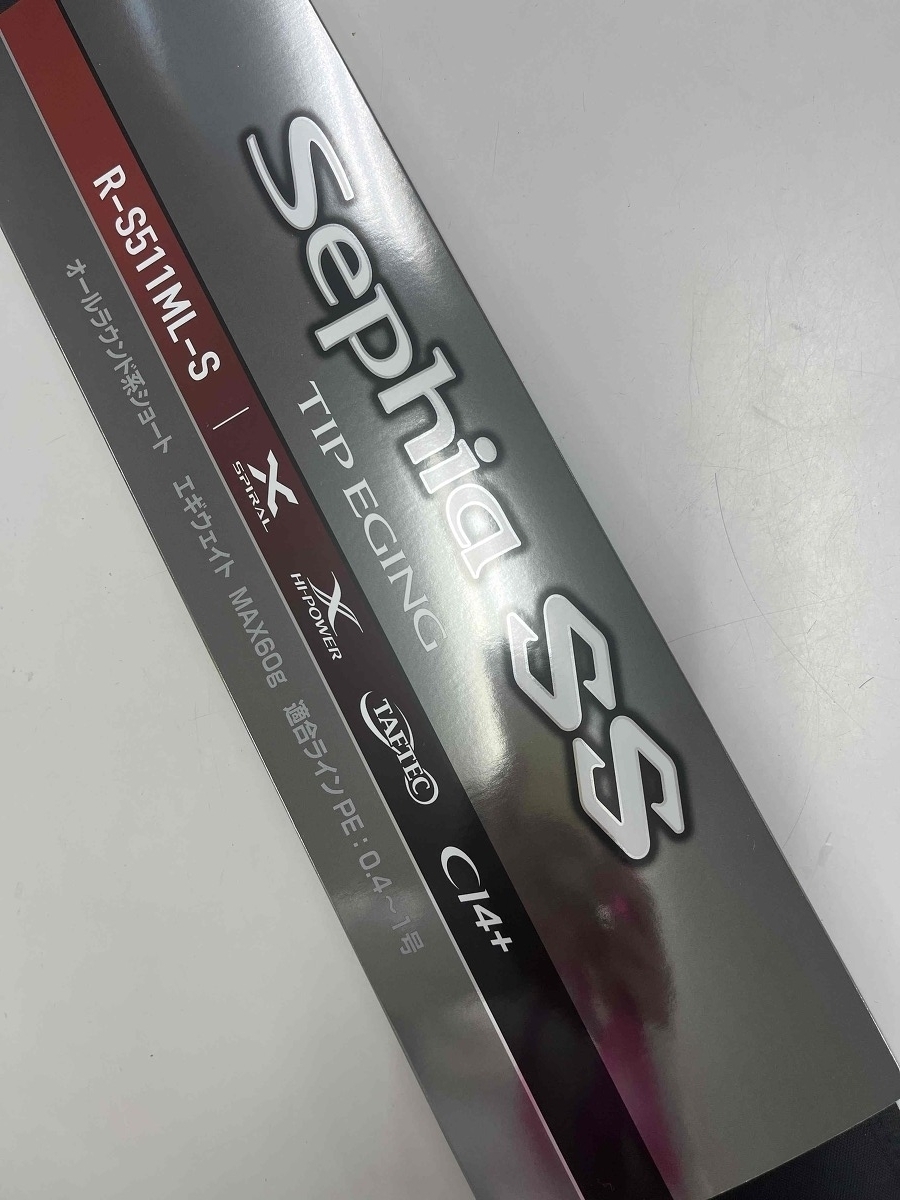 Sephia SS
TIP EGING
R-S511ML-S | X SPIRAL X HI-POWER TAFTEC CI4+
オールラウンド系ショート エギウェイト MAX60g 適合ラインPE:0.4～1号